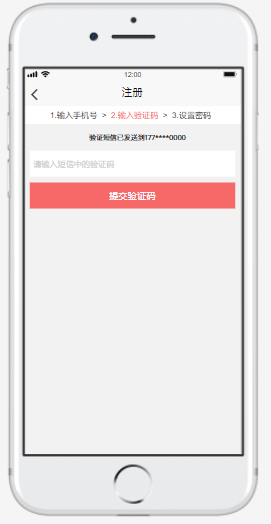 12:00
注册
1.输入手机号 > 2.输入验证码 > 3.设置密码
验证短信已发送到177****0000
请输入短信中的验证码
提交验证码